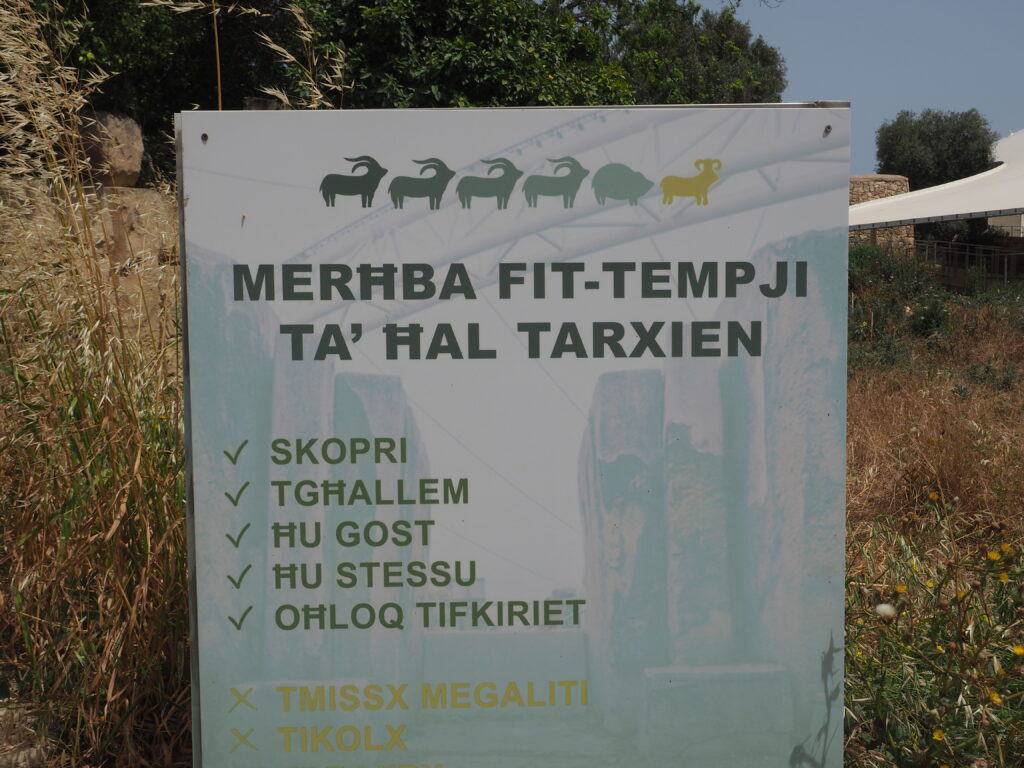 MERĦBA FIT-TEMPJI
TA' ĦAL TARXIEN
SKOPRI
TGĦALLEM
ĦU GOST
ĦU STESSU
OĦLOQ TIFKIRIET
TMISSX MEGALITI
TIKOLX